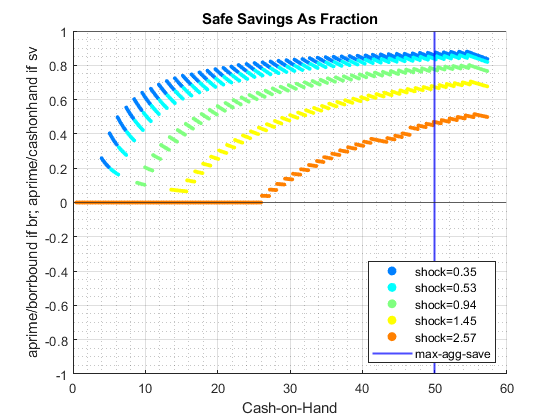 Safe Savings As Fraction
aprime/borrbound if br; aprime/cashonhand if sv
1
0.8
0.6
0.4
0.2
0
-0.2
-0.4
-0.6
-0.8
-1
shock=0.35
shock=0.53
shock=0.94
shock=1.45
shock=2.57
max-agg-save
0 10 20 30 40 50 60
Cash-on-Hand